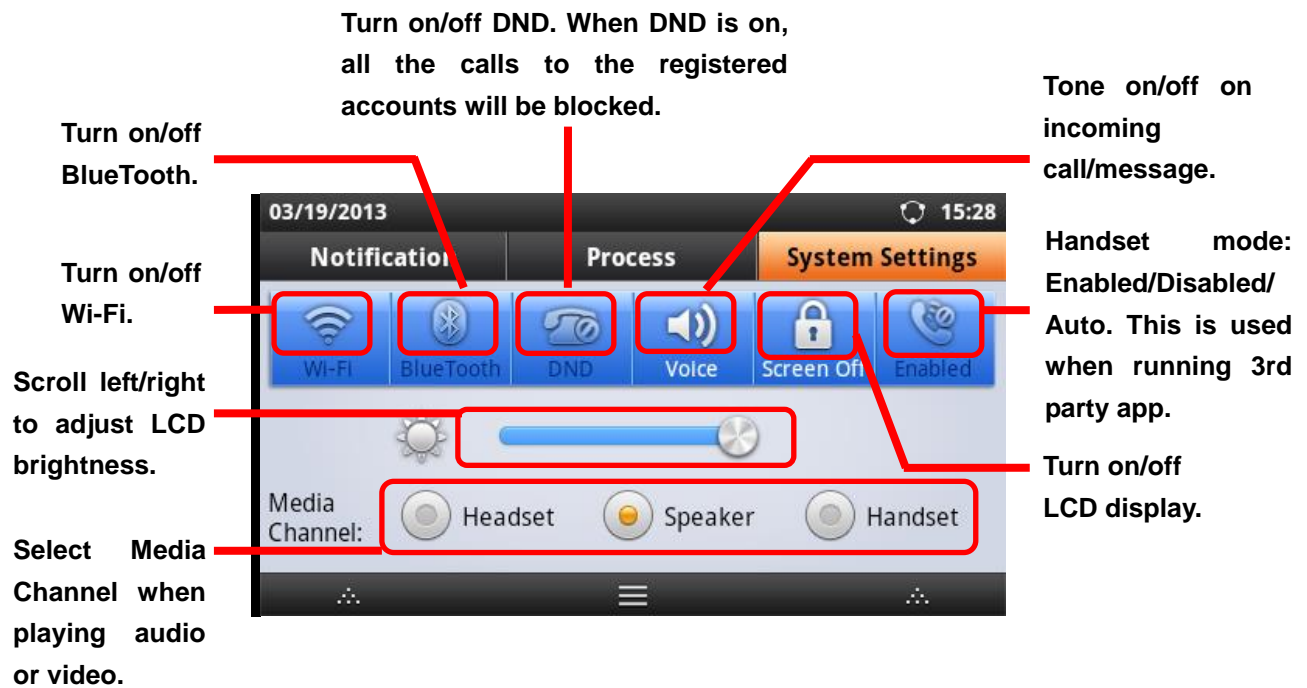 Turn on/off DND. When DND is on,
all the calls to the registered
accounts will be blocked.
Turn on/off
BlueTooth.
Tone on/off on
incoming
call/message.
Turn on/off
Wi-Fi.
Handset mode:
Enabled/Disabled/
Auto. This is used
when running 3rd
party app.
Scroll left/right
to adjust LCD
brightness.
Turn on/off
LCD display.
Select Media
Channel when
playing audio
or video.
03/19/2013 15:28
Notification Process System Settings
Wi-Fi BlueTooth DND Voice Screen Off Enabled
Media
Channel:
Headset Speaker Handset